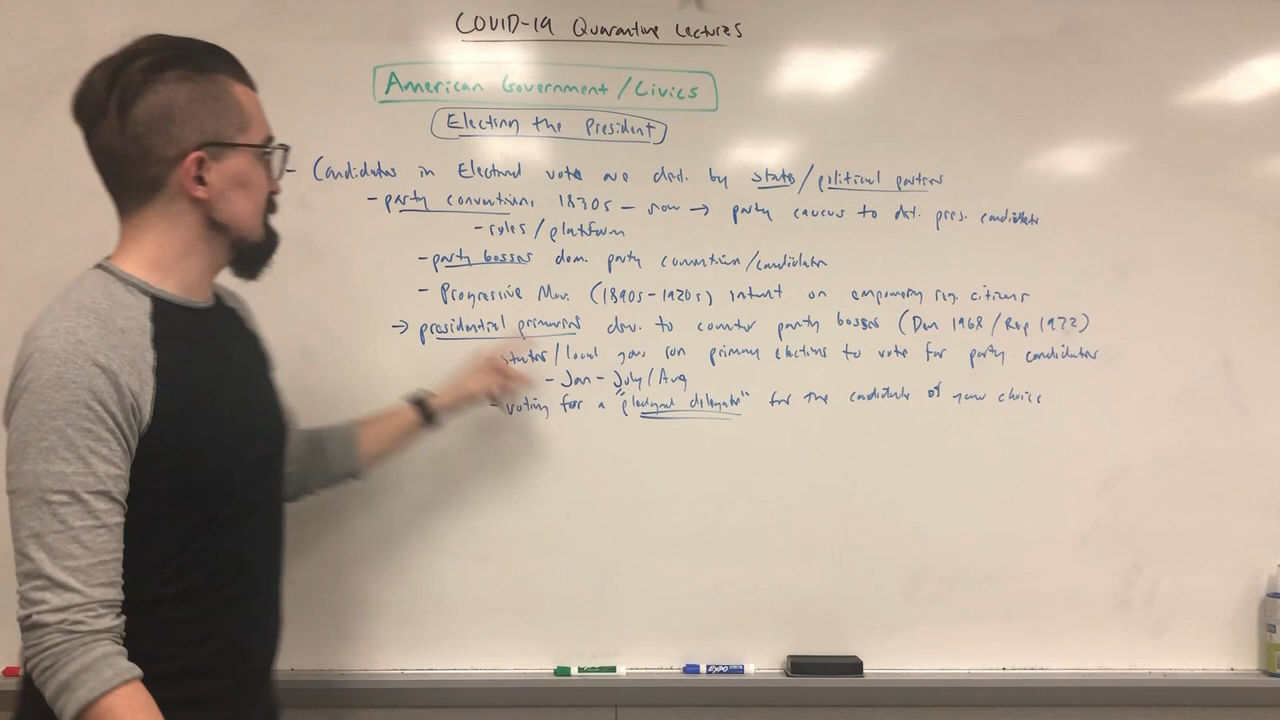 COVID-19 Quarantine Lectures
American Government/Civics
Electing the President
- Candidates in Electoral vote are det. by states/political parties
- party conventions 1830s - now → party caucus to det. pres. candidate
- rules/platform
- party bosses dom. party convention/candidates
- Progressive Mov. (1890s-1920s) intent on empowering reg. citizens
→ presidential primaries dev. to counter party bosses (Dem 1968/Rep 1972)
states/local govs run primary elections to vote for party candidates
- Jan - July/Aug
- voting for a "pledged delegate" for the candidate of your choice
EXPO